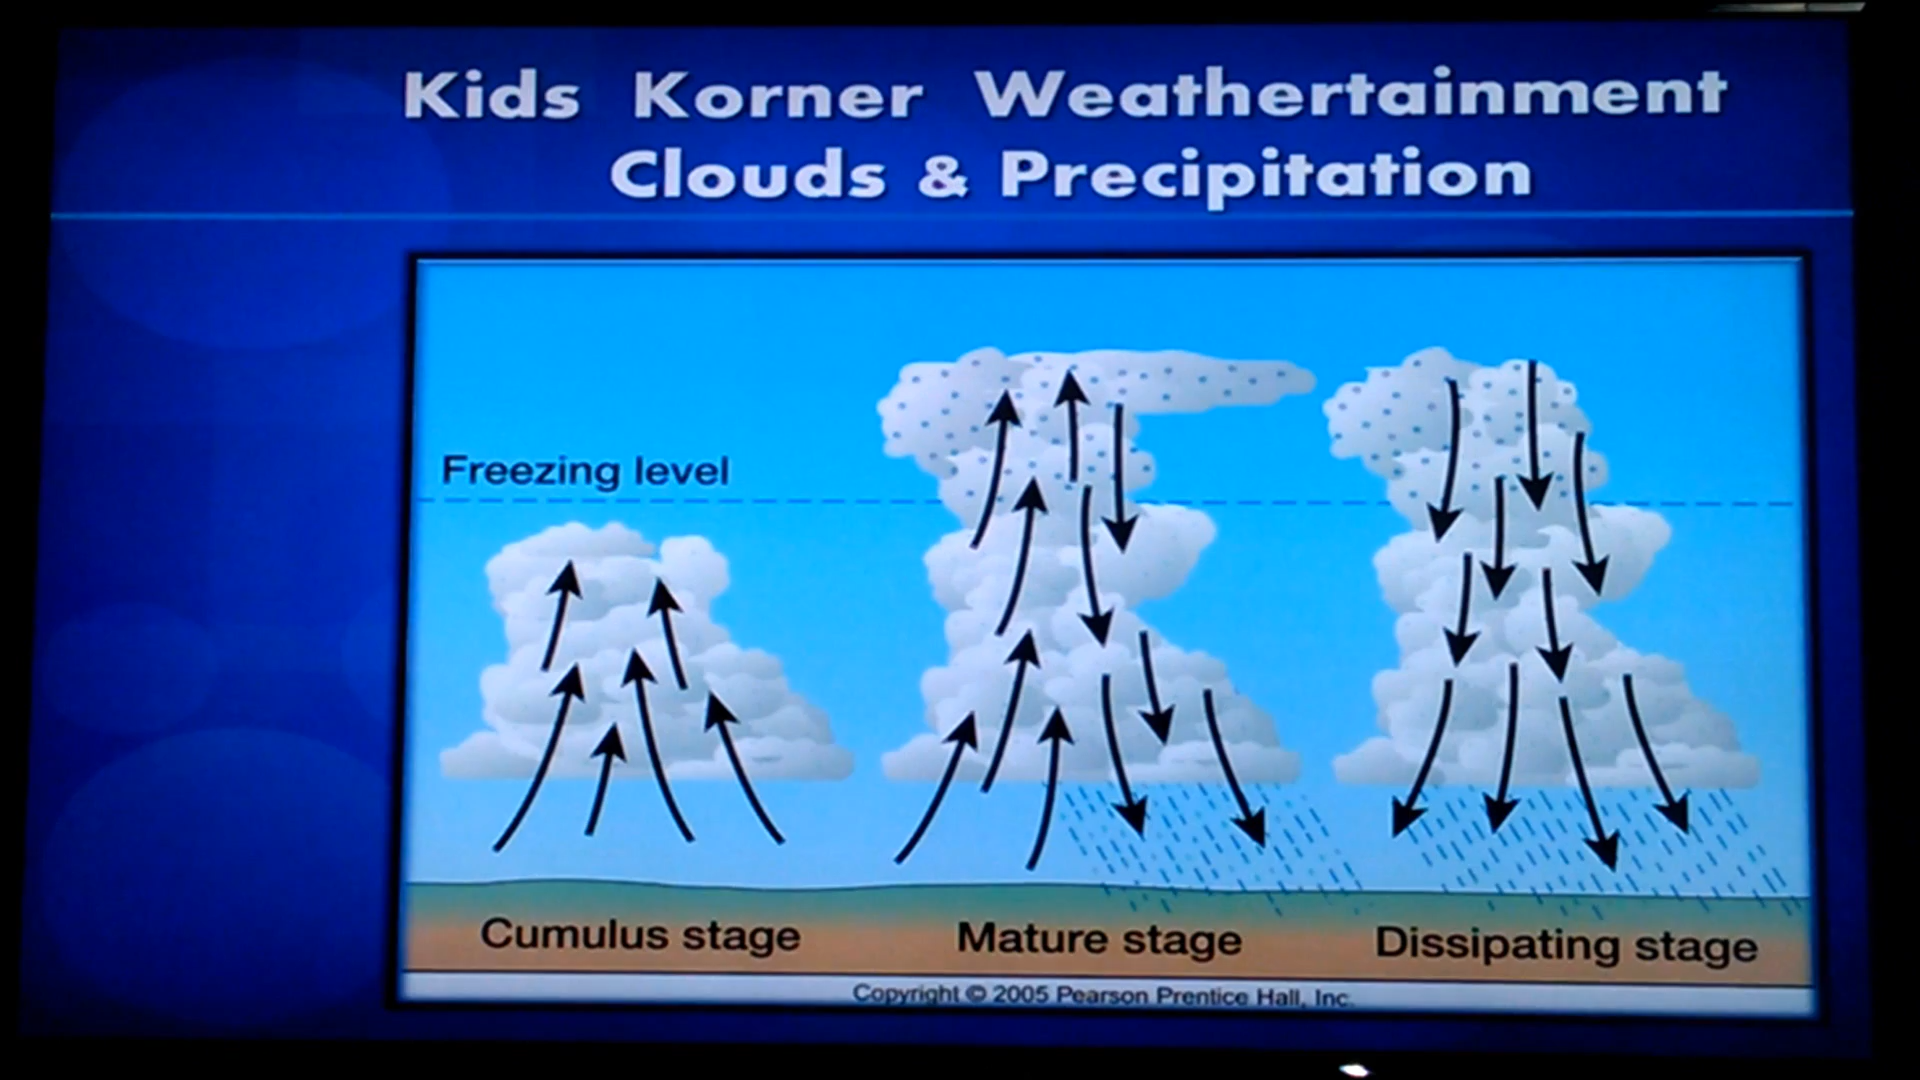 Kids Korner Weathertainment
Clouds & Precipitation
Freezing level
Cumulus stage
Mature stage
Dissipating stage
Copyright © 2005 Pearson Prentice Hall, Inc.